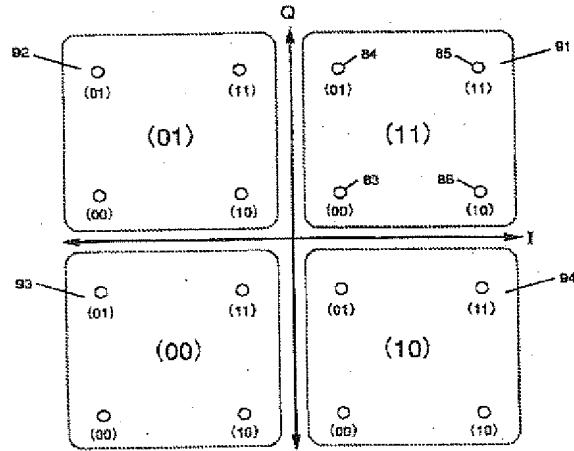 Q
92 84 85 91
(01) (11) (01) (11)
(01) (11)
83 86
(00) (10) (00) (10)
I
93 94
(01) (11) (01) (11)
(00) (10)
(00) (10) (00) (10)